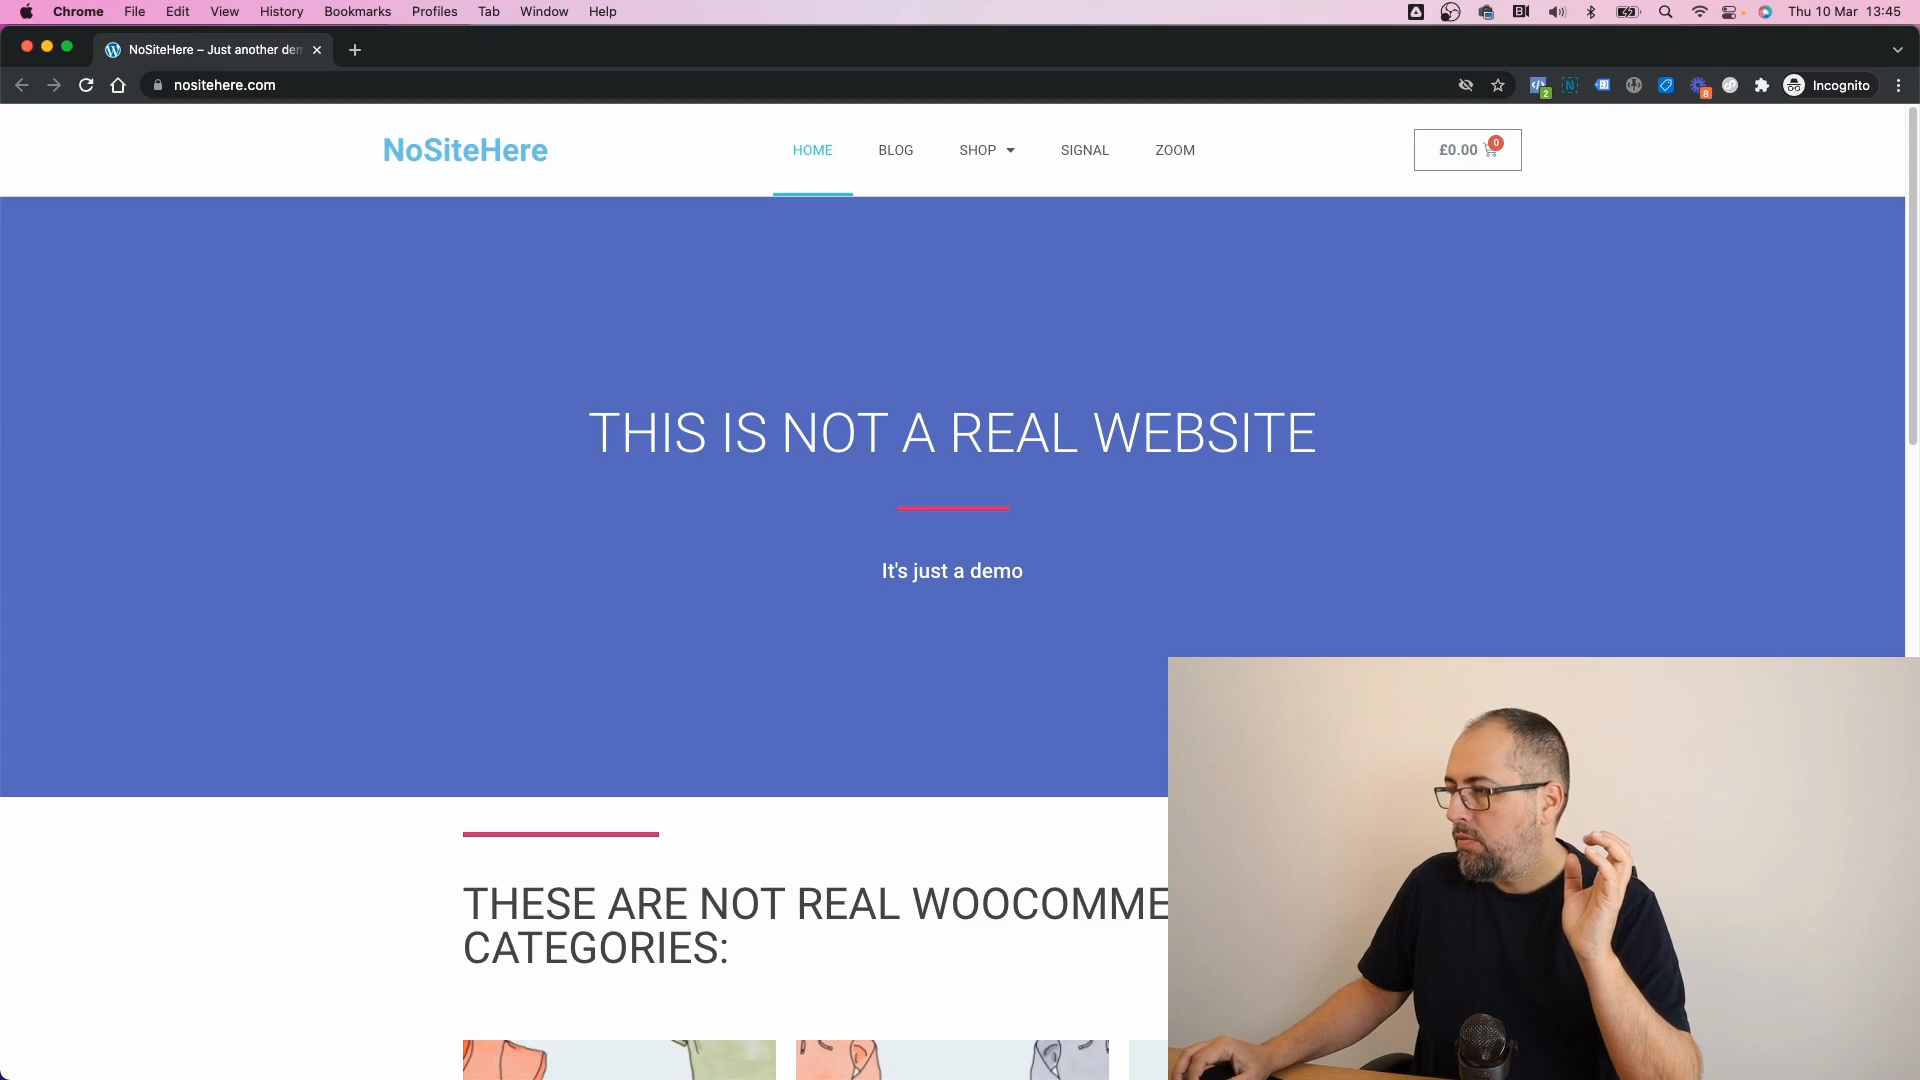 Chrome File Edit View History Bookmarks Profiles Tab Window Help Thu 10 Mar 13:45
NoSiteHere – Just another den
nositehere.com
2
8
Incognito
NoSiteHere
HOME BLOG SHOP SIGNAL ZOOM
£0.00 0
THIS IS NOT A REAL WEBSITE
It's just a demo
THESE ARE NOT REAL WOOCOMME
CATEGORIES: